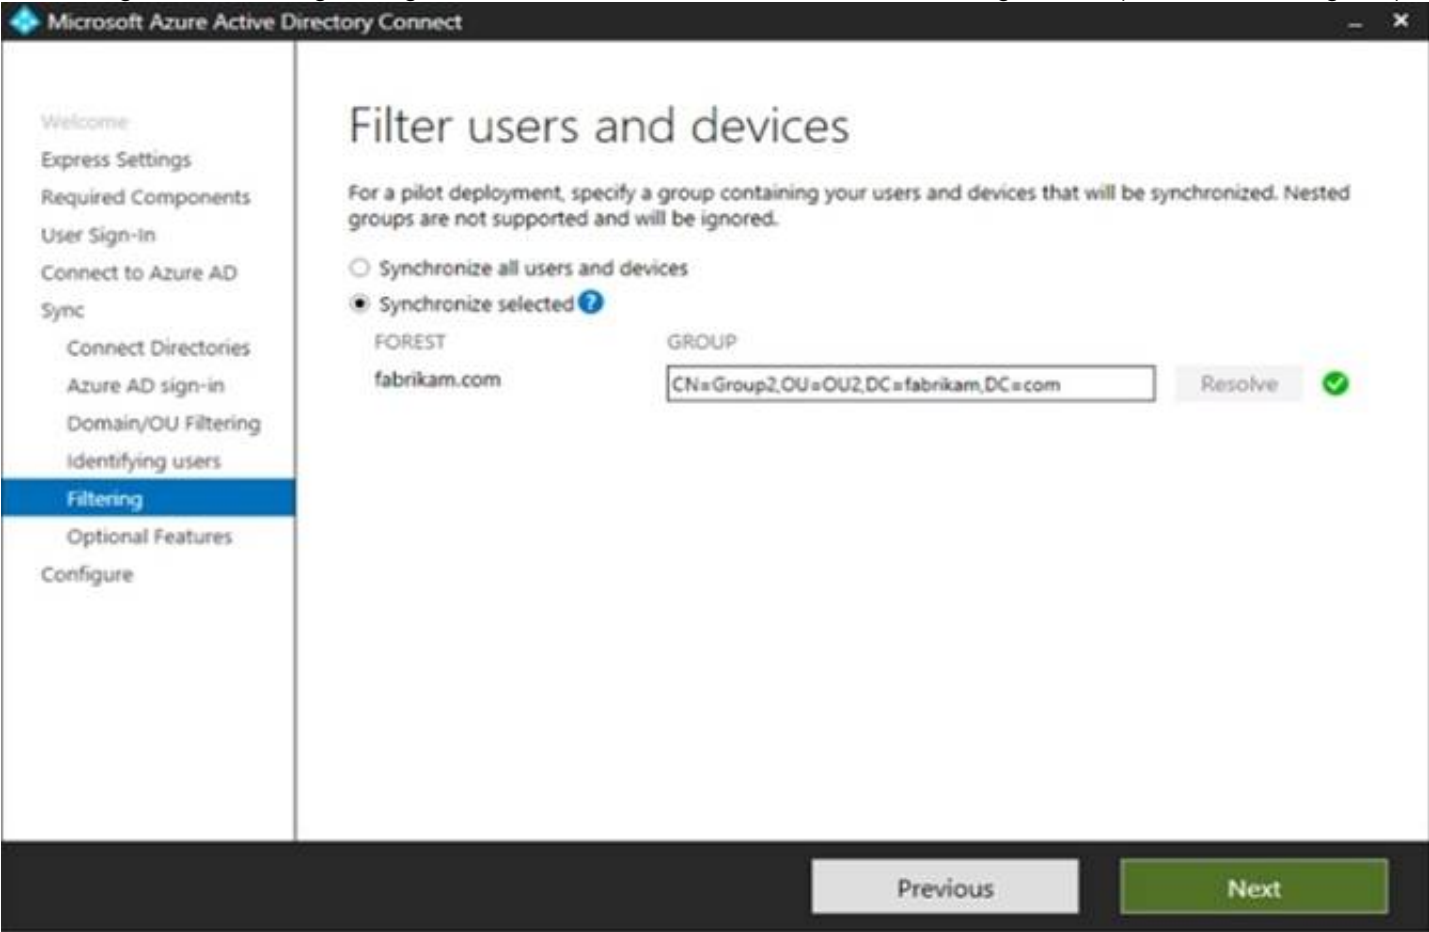 Microsoft Azure Active Directory Connect
Welcome
Express Settings
Required Components
User Sign-In
Connect to Azure AD
Sync
Connect Directories
Azure AD sign-in
Domain/OU Filtering
Identifying users
Filtering
Optional Features
Configure
Filter users and devices
For a pilot deployment, specify a group containing your users and devices that will be synchronized. Nested
groups are not supported and will be ignored.
Synchronize all users and devices
Synchronize selected ?
FOREST GROUP
fabrikam.com CN=Group2,OU=OU2,DC=fabrikam,DC=com Resolve
Previous Next